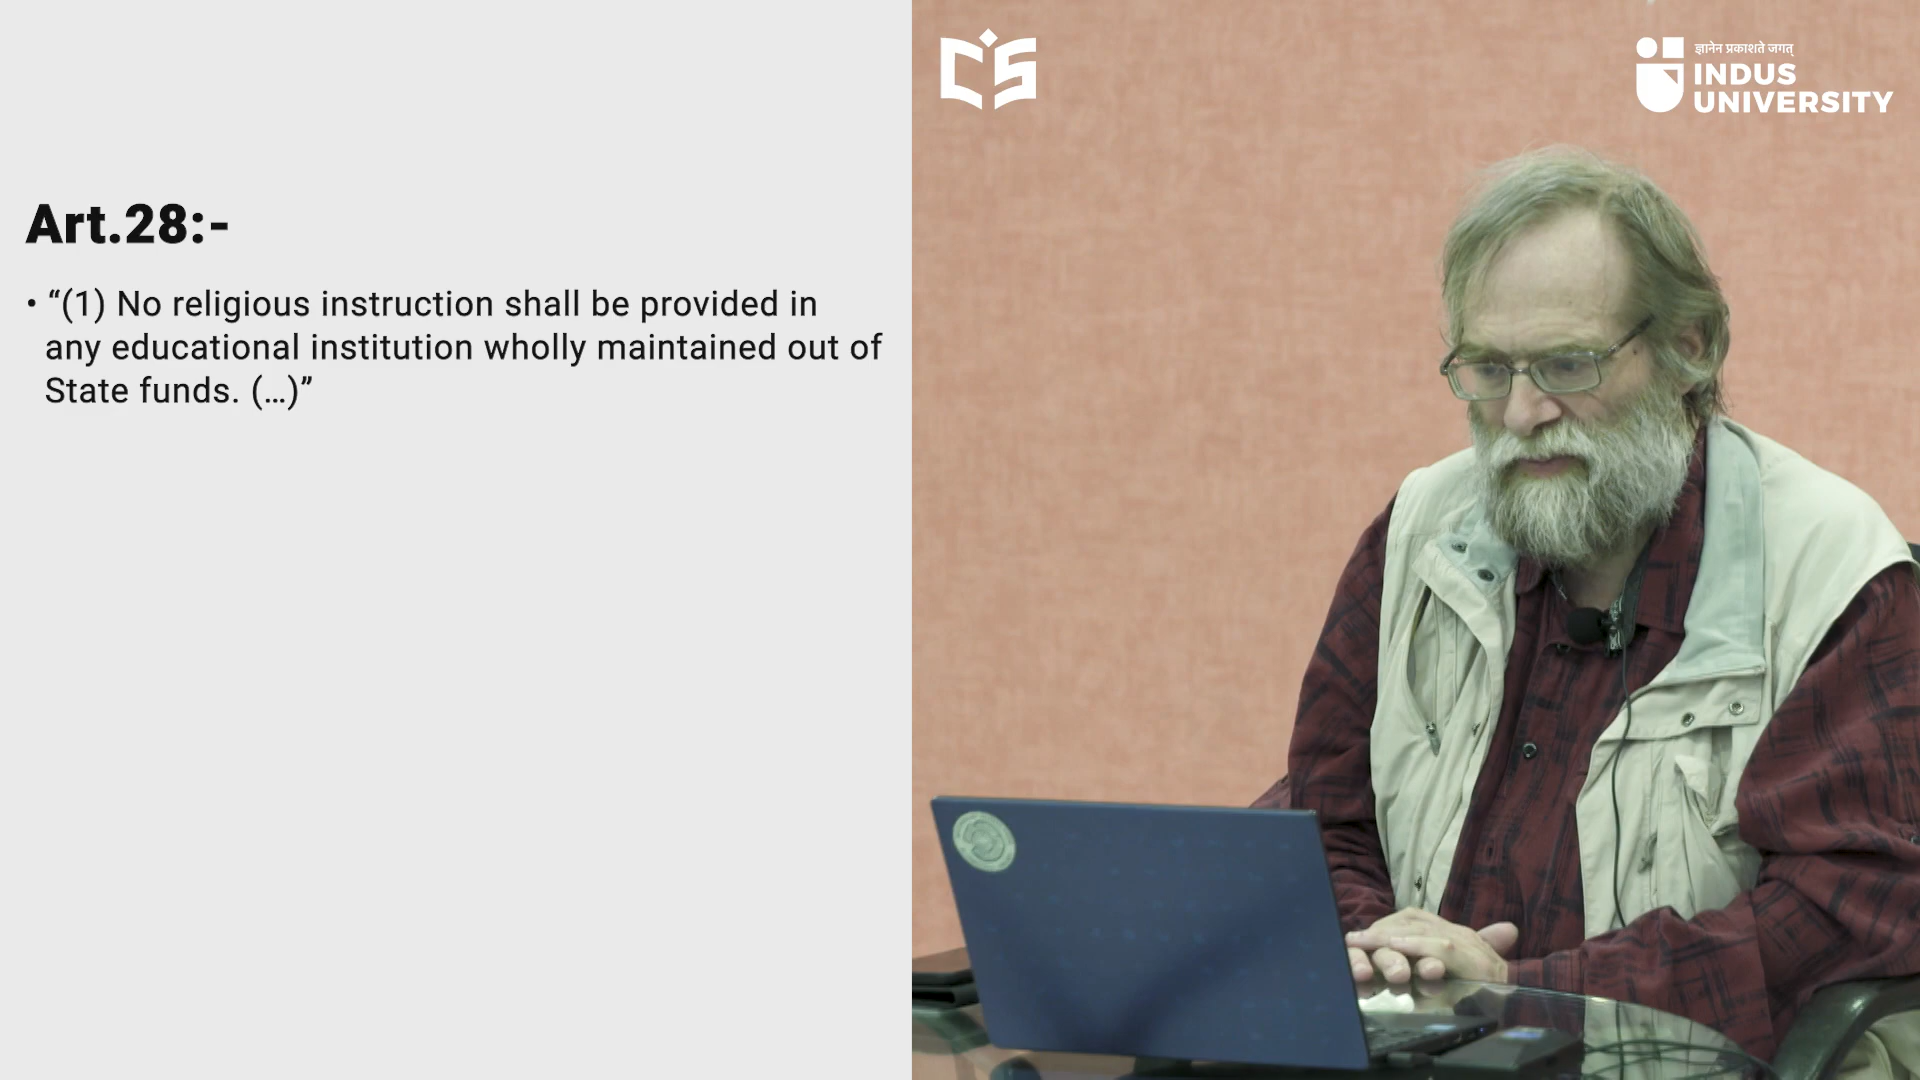 Art.28:-
• “(1) No religious instruction shall be provided in
any educational institution wholly maintained out of
State funds. (…)”
CIS
ज्ञानेन प्रकाशते जगत्
INDUS
UNIVERSITY